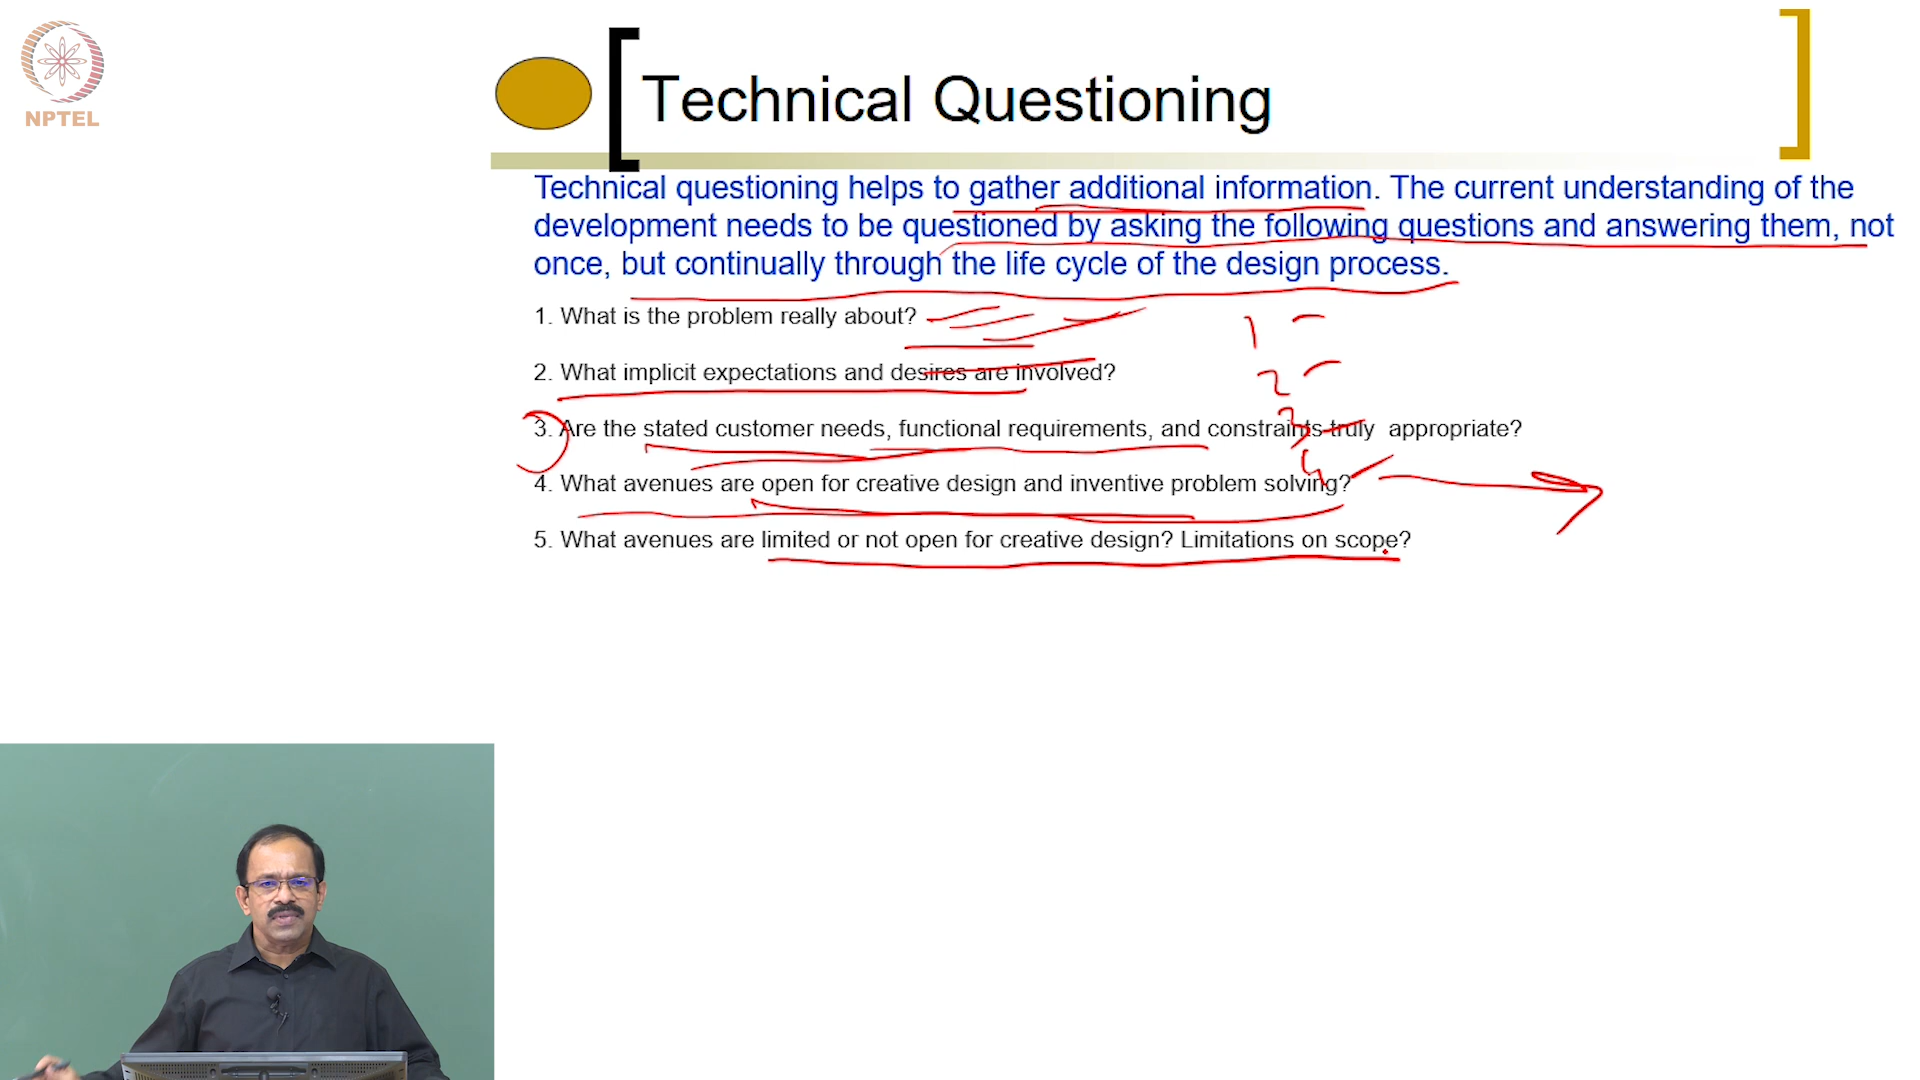 NPTEL
Technical Questioning
Technical questioning helps to gather additional information. The current understanding of the
development needs to be questioned by asking the following questions and answering them, not
once, but continually through the life cycle of the design process.
1. What is the problem really about?
1 -
2. What implicit expectations and desires are involved?
2 -
3. Are the stated customer needs, functional requirements, and constraints truly appropriate?
3 -
4 -
4. What avenues are open for creative design and inventive problem solving?
5. What avenues are limited or not open for creative design? Limitations on scope?